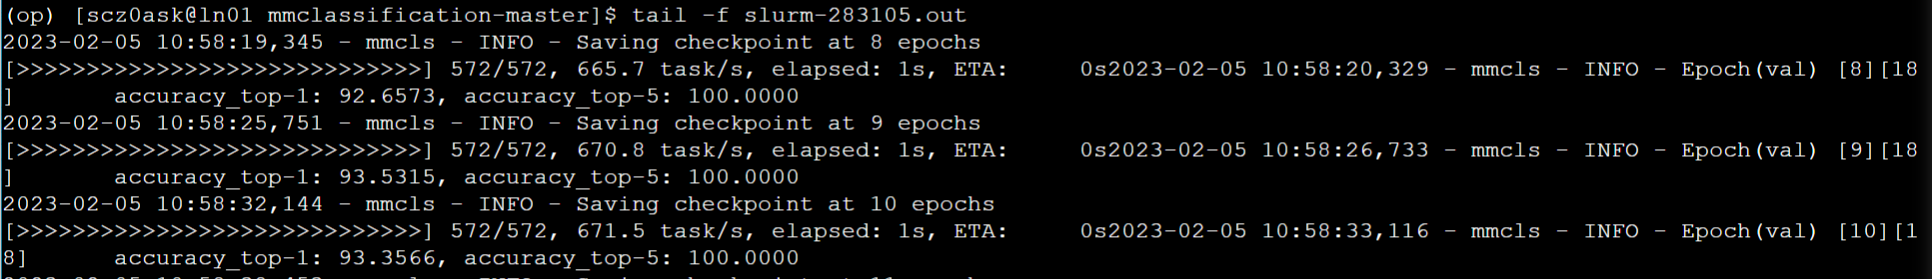 (op) [scz0ask@ln01 mmclassification-master]$ tail -f slurm-283105.out
2023-02-05 10:58:19,345 - mmcls - INFO - Saving checkpoint at 8 epochs
[>>>>>>>>>>>>>>>>>>>>>>>>>>>>>] 572/572, 665.7 task/s, elapsed: 1s, ETA:     0s2023-02-05 10:58:20,329 - mmcls - INFO - Epoch(val) [8][18
]       accuracy_top-1: 92.6573, accuracy_top-5: 100.0000
2023-02-05 10:58:25,751 - mmcls - INFO - Saving checkpoint at 9 epochs
[>>>>>>>>>>>>>>>>>>>>>>>>>>>>>] 572/572, 670.8 task/s, elapsed: 1s, ETA:     0s2023-02-05 10:58:26,733 - mmcls - INFO - Epoch(val) [9][18
]       accuracy_top-1: 93.5315, accuracy_top-5: 100.0000
2023-02-05 10:58:32,144 - mmcls - INFO - Saving checkpoint at 10 epochs
[>>>>>>>>>>>>>>>>>>>>>>>>>>>>>] 572/572, 671.5 task/s, elapsed: 1s, ETA:     0s2023-02-05 10:58:33,116 - mmcls - INFO - Epoch(val) [10][1
8]      accuracy_top-1: 93.3566, accuracy_top-5: 100.0000